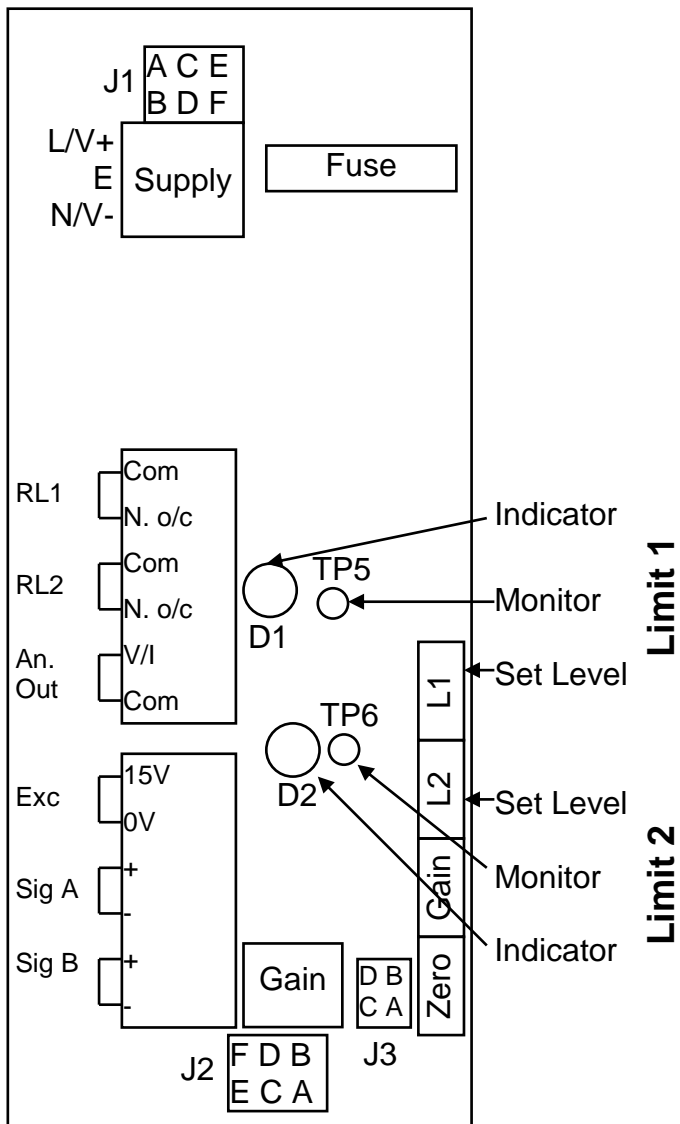 J1
A C E
B D F
L/V+
E
N/V-
Supply
Fuse
RL1
Com
N. o/c
RL2
Com
N. o/c
An.
Out
V/I
Com
Indicator
TP5
Monitor
D1
Limit 1
Set Level
L1
TP6
D2
L2
Set Level
Limit 2
Exc
15V
0V
Sig A
+
-
Sig B
+
-
Gain
Monitor
Indicator
Zero
Gain
D B
C A
J3
J2
F D B
E C A